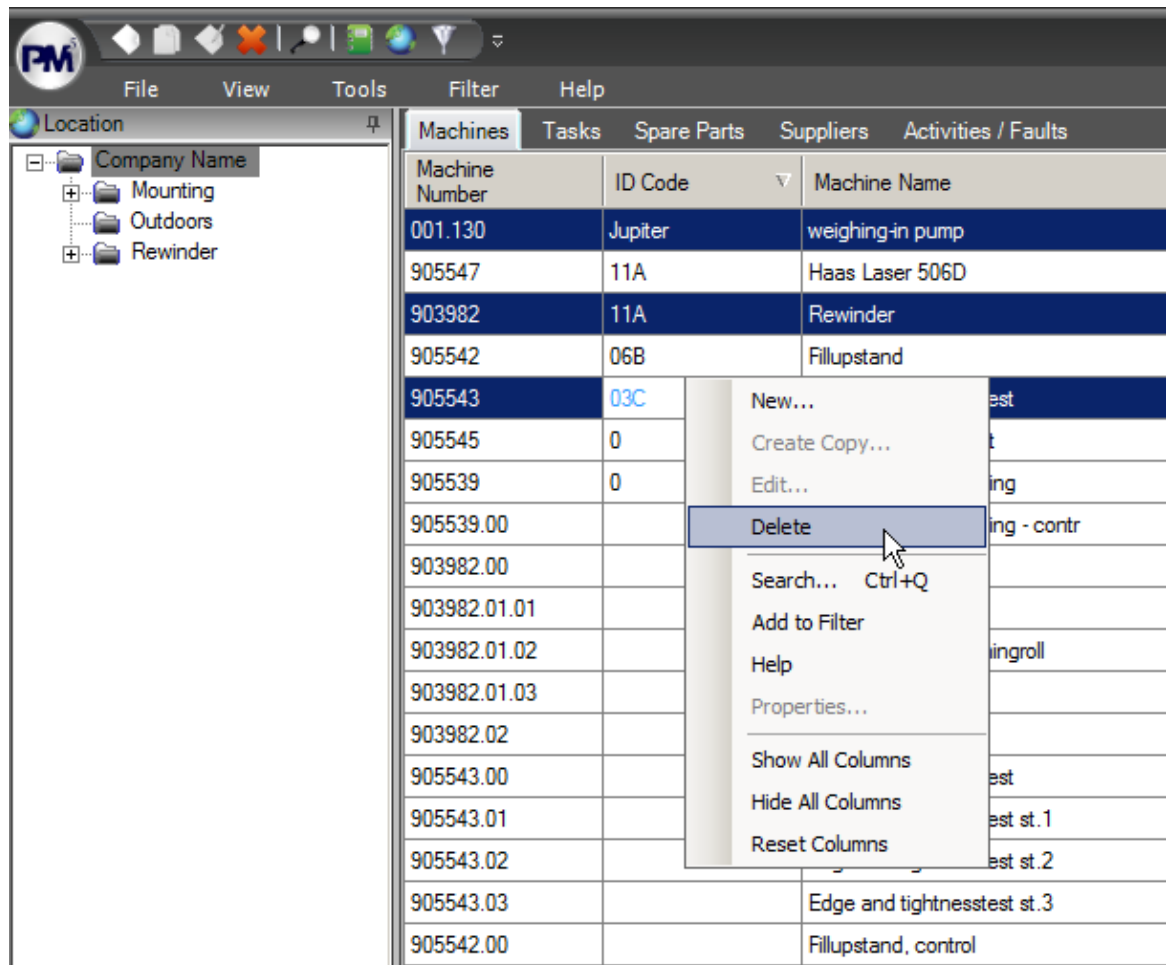 PM5
File View Tools Filter Help
Location
Company Name
Mounting
Outdoors
Rewinder
Machines Tasks Spare Parts Suppliers Activities / Faults
Machine Number ID Code Machine Name
001.130 Jupiter weighing-in pump
905547 11A Haas Laser 506D
903982 11A Rewinder
905542 06B Fillupstand
905543 03C est
905545 0 t
905539 0 ing
905539.00 ing - contr
903982.00
903982.01.01
903982.01.02 ingroll
903982.01.03
903982.02
905543.00 est
905543.01 est st.1
905543.02 est st.2
905543.03 Edge and tightnesstest st.3
905542.00 Fillupstand, control
New...
Create Copy...
Edit...
Delete
Search... Ctrl+Q
Add to Filter
Help
Properties...
Show All Columns
Hide All Columns
Reset Columns